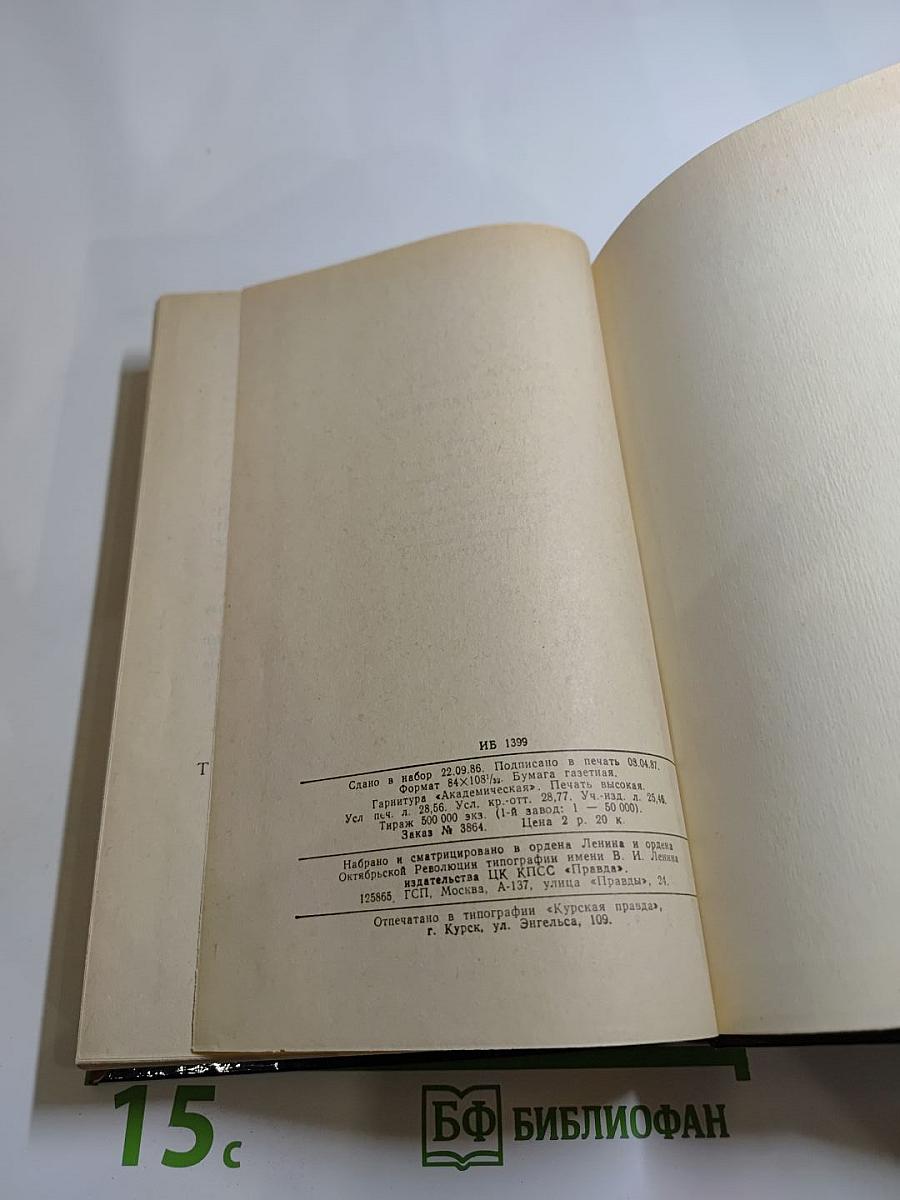 ИБ 1399
Сдано в набор 22.09.86. Подписано в печать 08.04.87.
Формат 84×108¹/₃₂. Бумага газетная.
Гарнитура «Академическая». Печать высокая.
Усл печ. л. 28,56. Усл. кр.-отт. 28,77. Уч.-изд. л. 25,46.
Тираж 500 000 экз. (1-й завод: 1 — 50 000).
Заказ № 3864. Цена 2 р. 20 к.
Набрано и сматрицировано в ордена Ленина и ордена
Октябрьской Революции типографии имени В. И. Ленина
издательства ЦК КПСС «Правда».
125865, ГСП, Москва, А-137, улица «Правды», 24.
Отпечатано в типографии «Курская правда»,
г. Курск, ул. Энгельса, 109.
Т
15 с
БФ БИБЛИОФАН